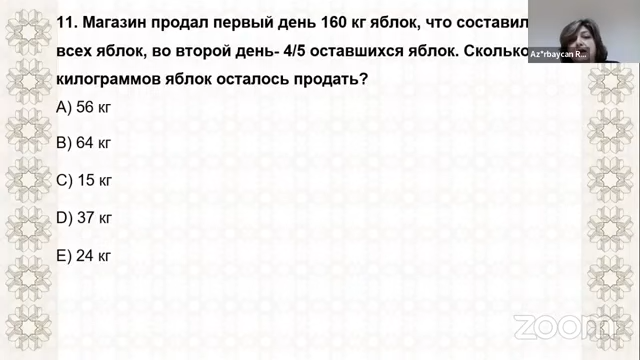 11. Магазин продал первый день 160 кг яблок, что составил
всех яблок, во второй день- 4/5 оставшихся яблок. Сколько
килограммов яблок осталось продать?
A) 56 кг
B) 64 кг
C) 15 кг
D) 37 кг
E) 24 кг
Az*rbaycan R...
zoom